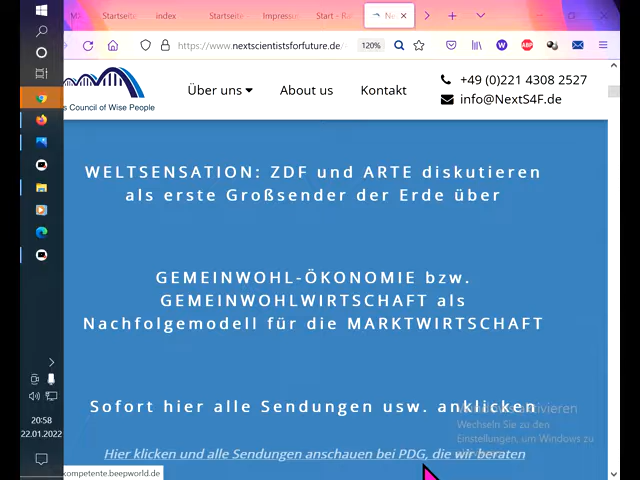 index
Startseite
Impressum
https://www.nextscientistsforfuture.de/
120%
Über uns
About us
Kontakt
+49 (0)221 4308 2527
info@NextS4F.de
s Council of Wise People
WELTSENSATION: ZDF und ARTE diskutieren
als erste Großsender der Erde über
GEMEINWOHL-ÖKONOMIE bzw.
GEMEINWOHLWIRTSCHAFT als
Nachfolgemodell für die MARKTWIRTSCHAFT
Sofort hier alle Sendungen usw. anklicken
Windows aktivieren
Wechseln Sie zu den
Einstellungen, um Windows zu
Hier klicken und alle Sendungen anschauen bei PDG, die wir beraten
kompetente.beepworld.de
20:58
22.01.2022